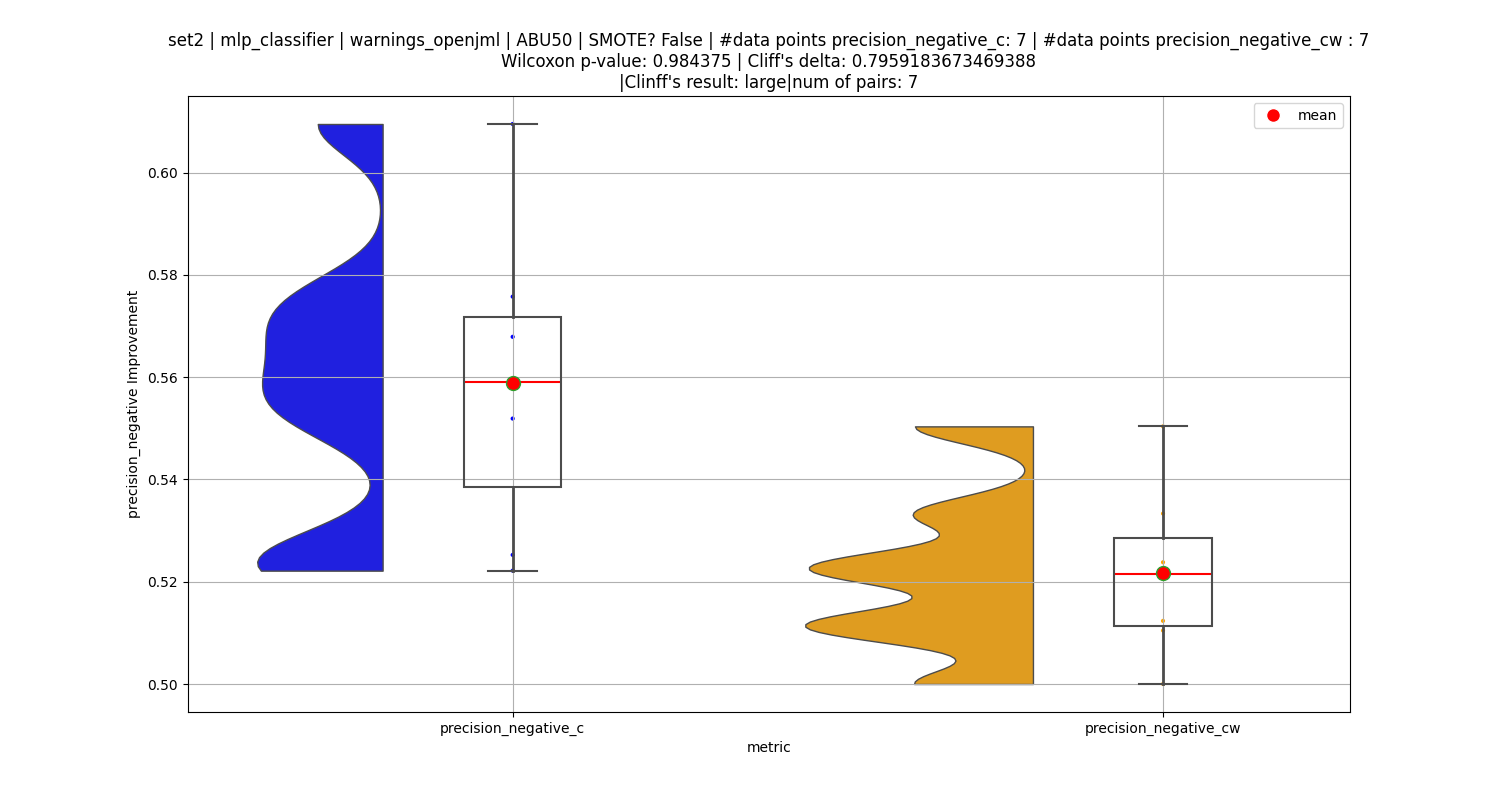 set2 | mlp_classifier | warnings_openjml | ABU50 | SMOTE? False | #data points precision_negative_c: 7 | #data points precision_negative_cw : 7
Wilcoxon p-value: 0.984375 | Cliff's delta: 0.7959183673469388
|Clinff's result: large|num of pairs: 7
mean
0.60
0.58
0.56
0.54
0.52
0.50
precision_negative Improvement
precision_negative_c
precision_negative_cw
metric